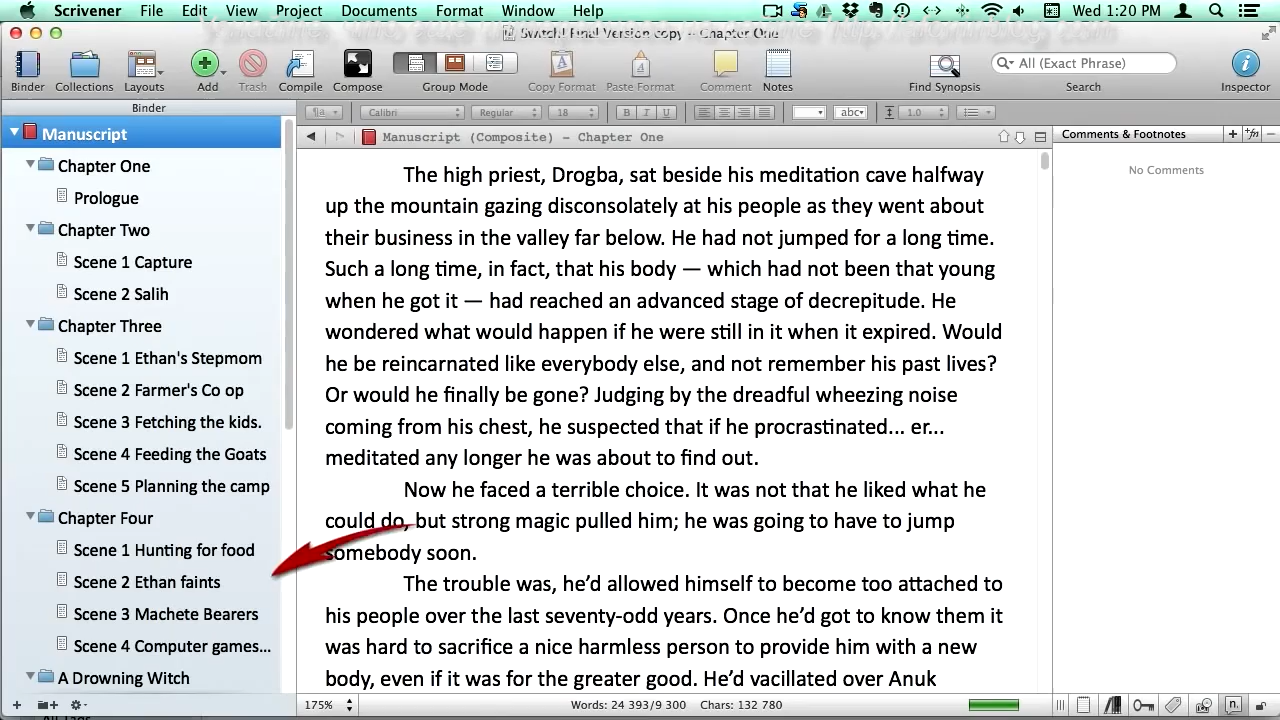 Scrivener File Edit View Project Documents Format Window Help Wed 1:20 PM
Switch! Final Version copy – Chapter One
Binder Collections Layouts Add Trash Compile Compose Group Mode Copy Format Paste Format Comment Notes Find Synopsis All (Exact Phrase) Search Inspector
Binder
¶a Calibri Regular 18 B I U abc 1.0
Manuscript (Composite) – Chapter One
Comments & Footnotes
No Comments
Manuscript
Chapter One
Prologue
Chapter Two
Scene 1 Capture
Scene 2 Salih
Chapter Three
Scene 1 Ethan's Stepmom
Scene 2 Farmer's Co op
Scene 3 Fetching the kids.
Scene 4 Feeding the Goats
Scene 5 Planning the camp
Chapter Four
Scene 1 Hunting for food
Scene 2 Ethan faints
Scene 3 Machete Bearers
Scene 4 Computer games...
A Drowning Witch
The high priest, Drogba, sat beside his meditation cave halfway
up the mountain gazing disconsolately at his people as they went about
their business in the valley far below. He had not jumped for a long time.
Such a long time, in fact, that his body — which had not been that young
when he got it — had reached an advanced stage of decrepitude. He
wondered what would happen if he were still in it when it expired. Would
he be reincarnated like everybody else, and not remember his past lives?
Or would he finally be gone? Judging by the dreadful wheezing noise
coming from his chest, he suspected that if he procrastinated... er...
meditated any longer he was about to find out.
Now he faced a terrible choice. It was not that he liked what he
could do, but strong magic pulled him; he was going to have to jump
somebody soon.
The trouble was, he’d allowed himself to become too attached to
his people over the last seventy-odd years. Once he’d got to know them it
was hard to sacrifice a nice harmless person to provide him with a new
body, even if it was for the greater good. He’d vacillated over Anuk
175% Words: 24 393/9 300 Chars: 132 780